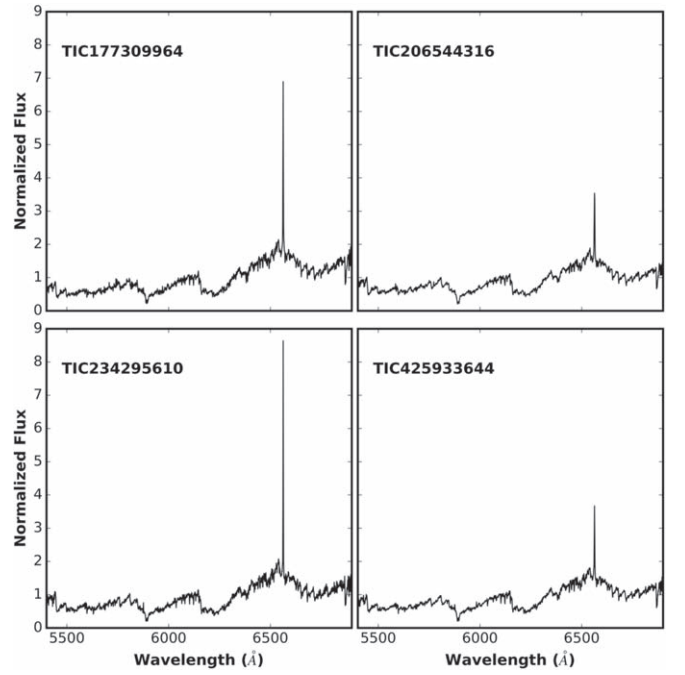 9
8
7
6
5
4
3
2
1
0
Normalized Flux
TIC177309964
TIC206544316
9
8
7
6
5
4
3
2
1
0
Normalized Flux
TIC234295610
TIC425933644
5500 6000 6500
5500 6000 6500
Wavelength (Å)
Wavelength (Å)